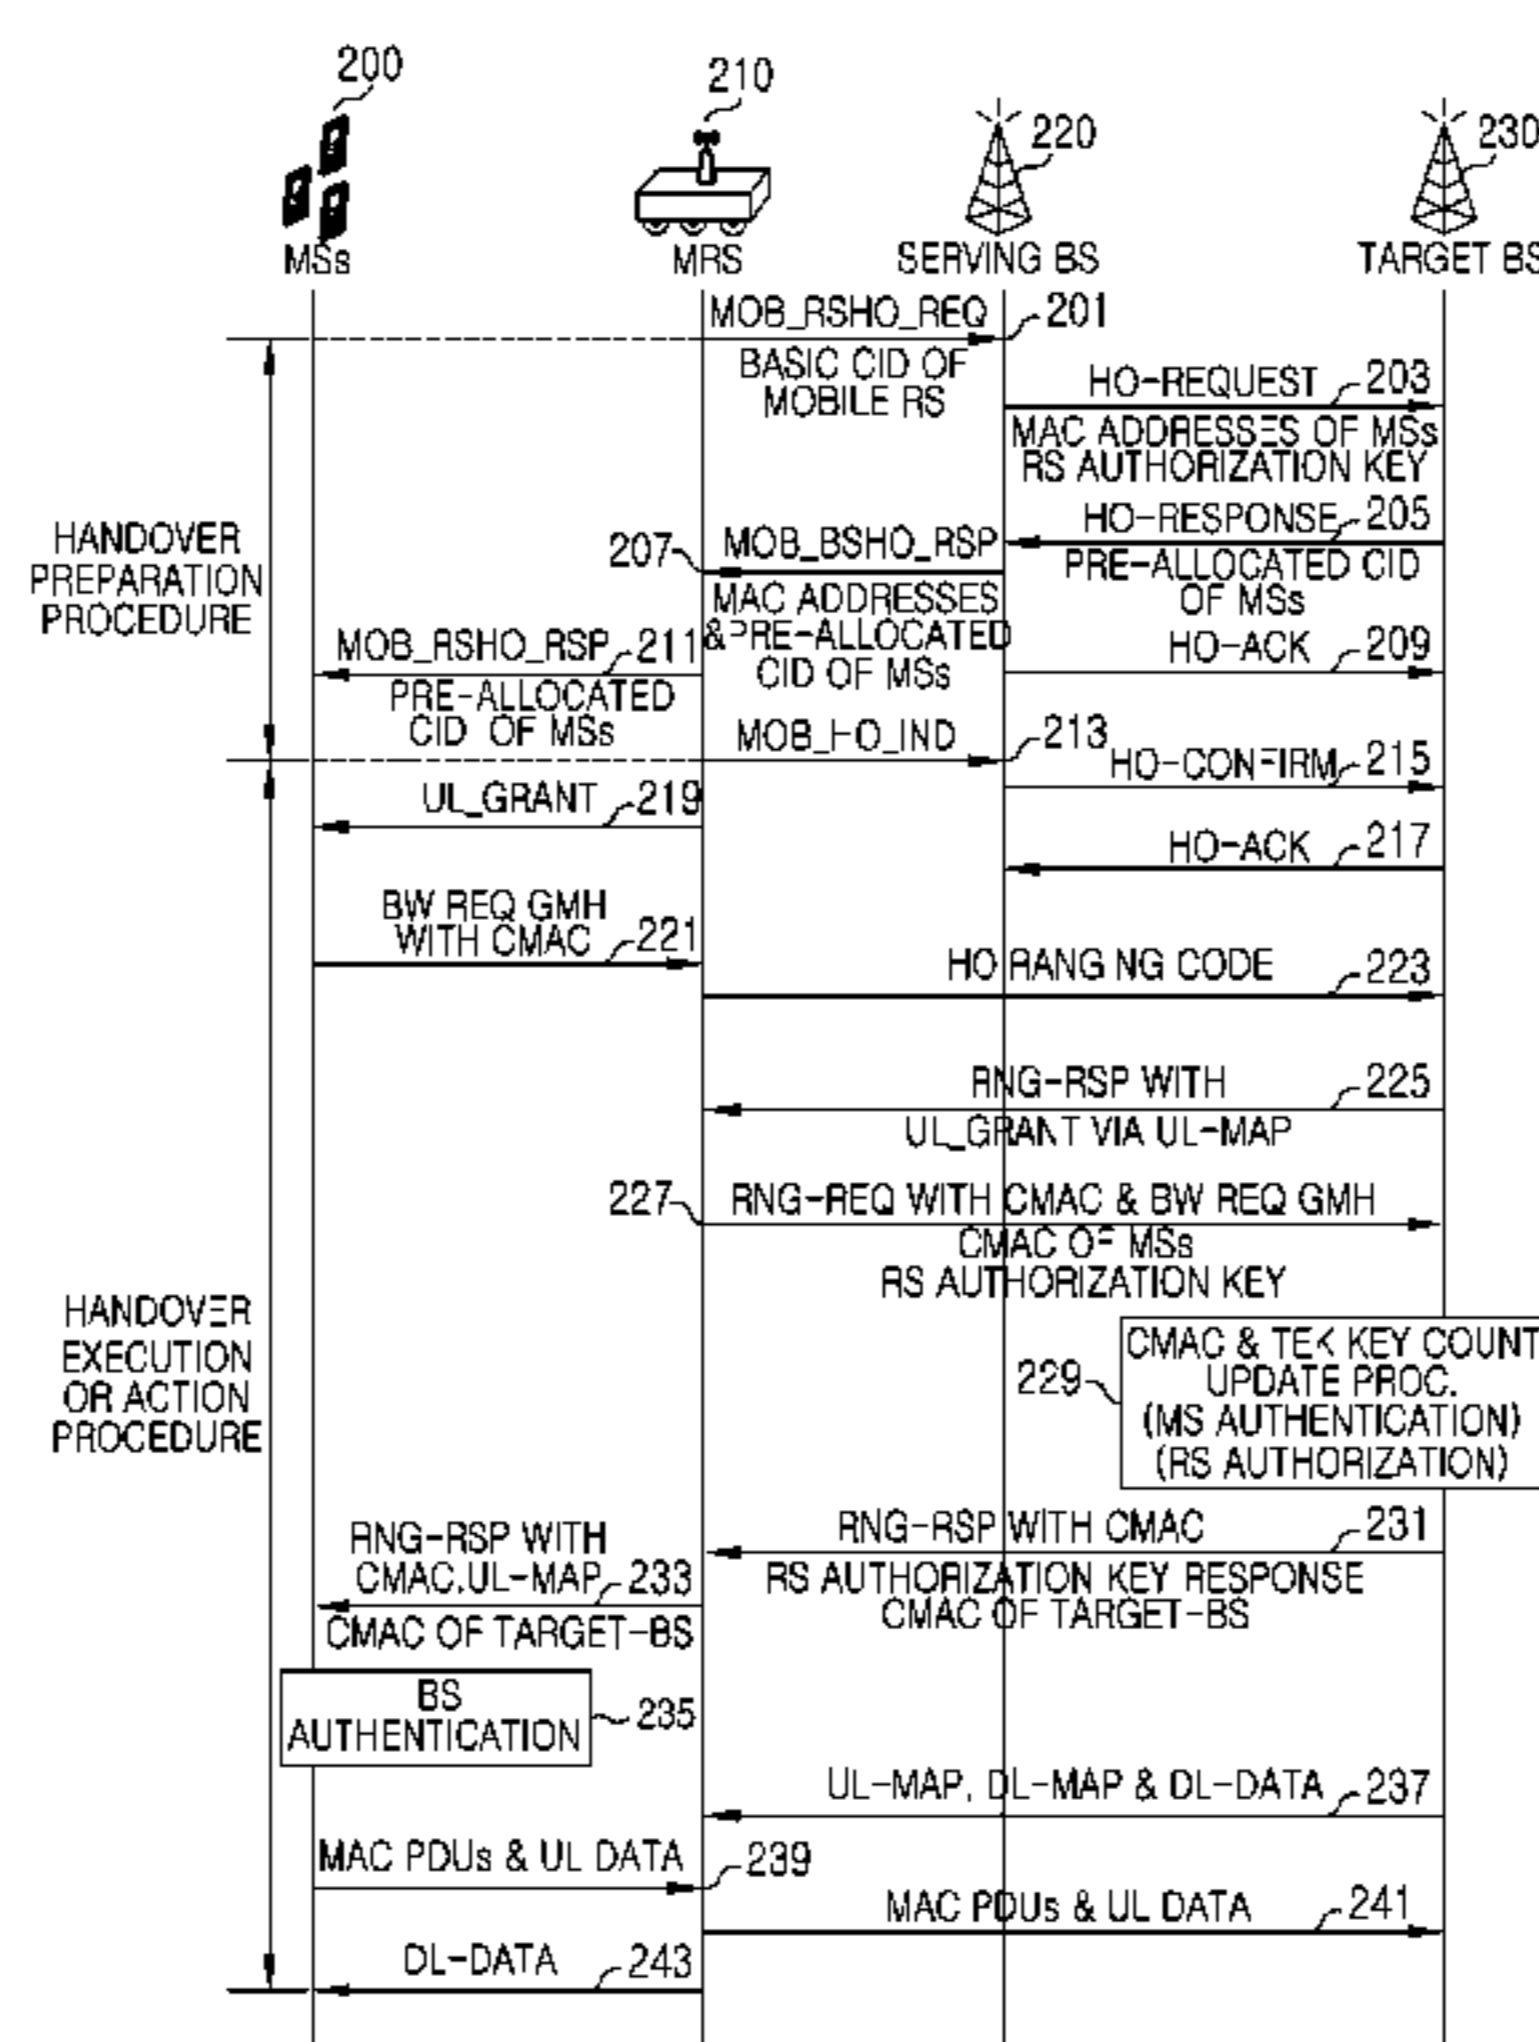 200
210
220
230
MSs
MRS
SERVING BS
TARGET BS
MOB_RSHO_REQ
201
BASIC CID OF
MOBILE RS
HO-REQUEST
203
MAC ADDRESSES OF MSs
RS AUTHORIZATION KEY
HO-RESPONSE
205
PRE-ALLOCATED CID
OF MSs
HANDOVER
PREPARATION
PROCEDURE
207
MOB_BSHO_RSP
MAC ADDRESSES
&PRE-ALLOCATED
CID OF MSs
MOB_RSHO_RSP
211
PRE-ALLOCATED
CID OF MSs
HO-ACK
209
MOB_HO_IND
213
HO-CONFIRM
215
UL_GRANT
219
HO-ACK
217
BW REQ GMH
WITH CMAC
221
HO RANGING CODE
223
RNG-RSP WITH
225
UL_GRANT VIA UL-MAP
227
RNG-REQ WITH CMAC & BW REQ GMH
CMAC OF MSs
RS AUTHORIZATION KEY
HANDOVER
EXECUTION
OR ACTION
PROCEDURE
229
CMAC & TEK KEY COUNT
UPDATE PROC.
(MS AUTHENTICATION)
(RS AUTHORIZATION)
RNG-RSP WITH CMAC
231
RS AUTHORIZATION KEY RESPONSE
CMAC OF TARGET-BS
RNG-RSP WITH
CMAC.UL-MAP
233
CMAC OF TARGET-BS
BS
AUTHENTICATION
235
UL-MAP, DL-MAP & DL-DATA
237
MAC PDUs & UL DATA
239
MAC PDUs & UL DATA
241
DL-DATA
243